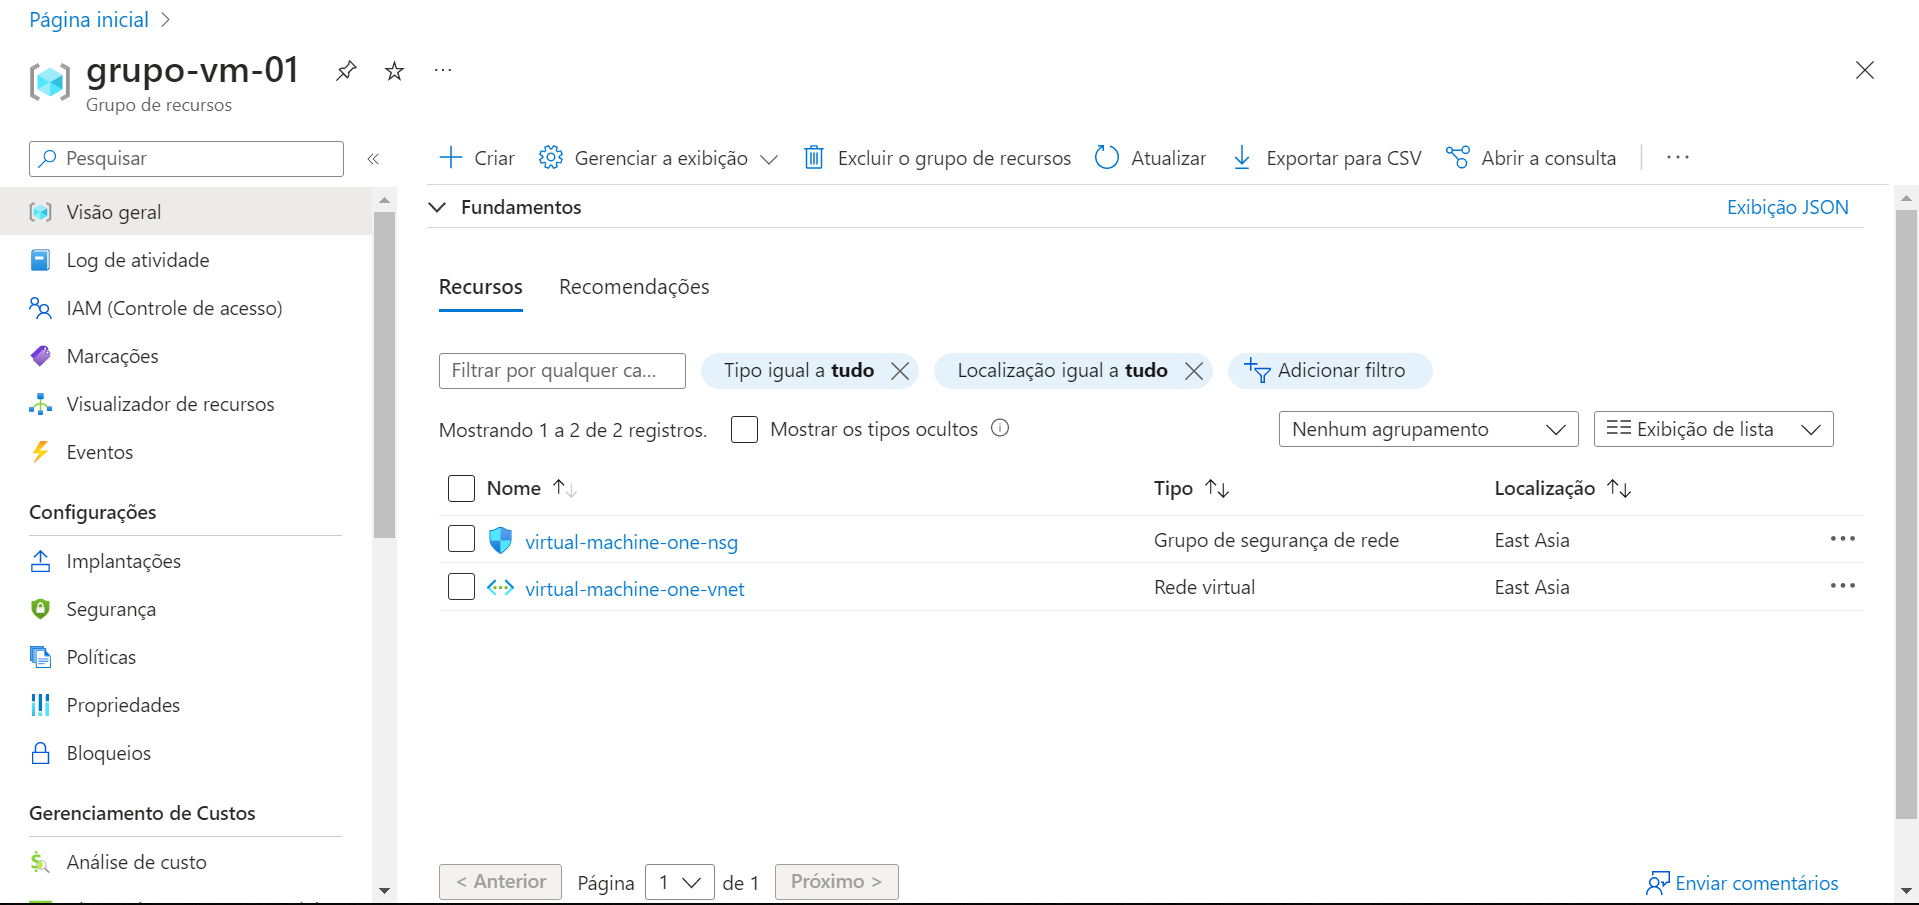 Página inicial
grupo-vm-01
Grupo de recursos
Pesquisar
Criar Gerenciar a exibição Excluir o grupo de recursos Atualizar Exportar para CSV Abrir a consulta
Visão geral
Log de atividade
IAM (Controle de acesso)
Marcações
Visualizador de recursos
Eventos
Configurações
Implantações
Segurança
Políticas
Propriedades
Bloqueios
Gerenciamento de Custos
Análise de custo
Fundamentos Exibição JSON
Recursos Recomendações
Filtrar por qualquer ca... Tipo igual a tudo Localização igual a tudo Adicionar filtro
Mostrando 1 a 2 de 2 registros. Mostrar os tipos ocultos Nenhum agrupamento Exibição de lista
Nome Tipo Localização
virtual-machine-one-nsg Grupo de segurança de rede East Asia
virtual-machine-one-vnet Rede virtual East Asia
< Anterior Página 1 de 1 Próximo > Enviar comentários